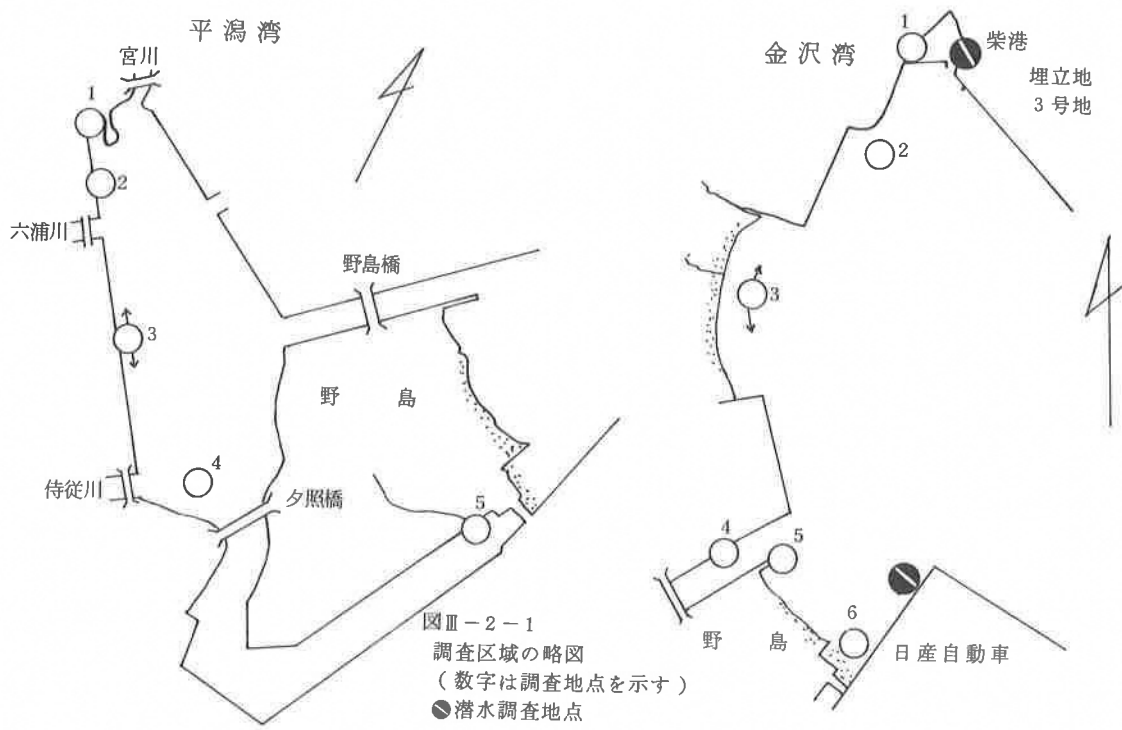 平潟湾
宮川
1
2
六浦川
3
野島橋
野島
4
侍従川
夕照橋
5
図Ⅲ-2-1
調査区域の略図
(数字は調査地点を示す)
潜水調査地点
金沢湾
1
柴港
埋立地
3号地
2
3
4
5
6
野島
日産自動車